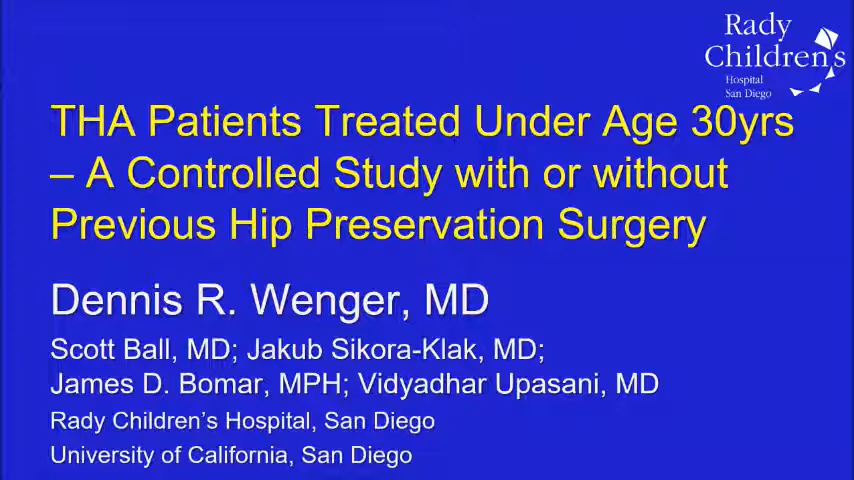 Rady
Children's
Hospital
San Diego
THA Patients Treated Under Age 30yrs
– A Controlled Study with or without
Previous Hip Preservation Surgery
Dennis R. Wenger, MD
Scott Ball, MD; Jakub Sikora-Klak, MD;
James D. Bomar, MPH; Vidyadhar Upasani, MD
Rady Children’s Hospital, San Diego
University of California, San Diego